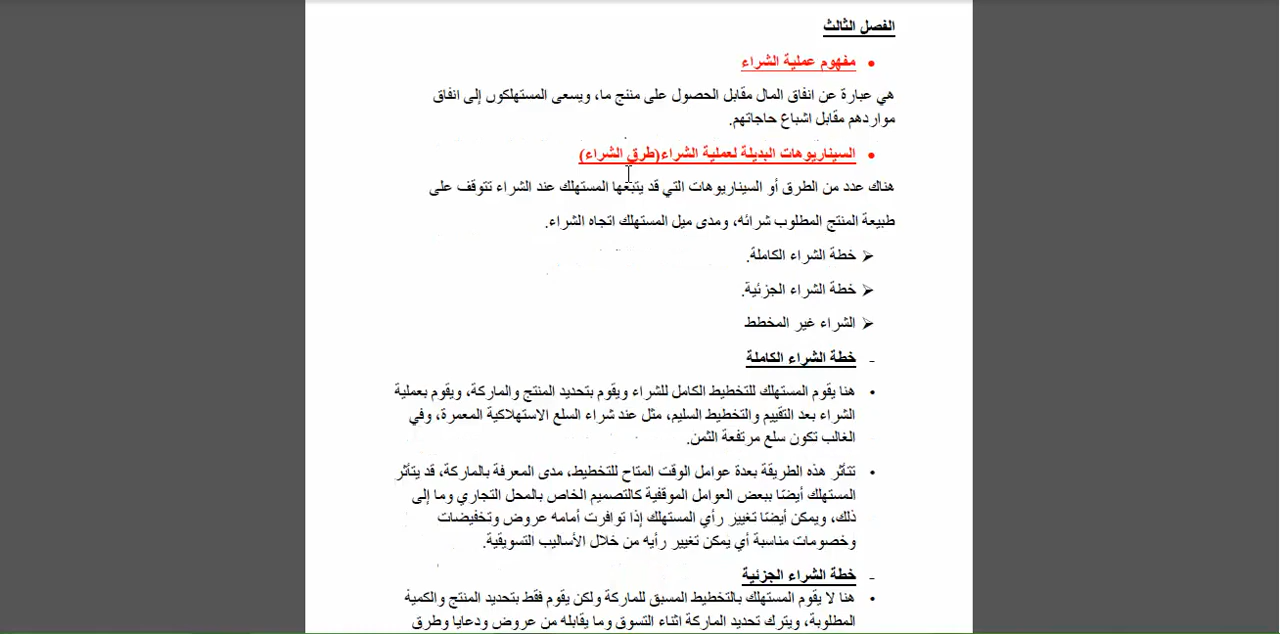 الفصل الثالث
• مفهوم عملية الشراء
هي عبارة عن انفاق المال مقابل الحصول على منتج ما، ويسعى المستهلكون إلى انفاق
مواردهم مقابل اشباع حاجاتهم.
• السيناريوهات البديلة لعملية الشراء(طرق الشراء)
هناك عدد من الطرق أو السيناريوهات التي قد يتبعها المستهلك عند الشراء تتوقف على
طبيعة المنتج المطلوب شرائه، ومدى ميل المستهلك اتجاه الشراء.
➢ خطة الشراء الكاملة.
➢ خطة الشراء الجزئية.
➢ الشراء غير المخطط
- خطة الشراء الكاملة
• هنا يقوم المستهلك للتخطيط الكامل للشراء ويقوم بتحديد المنتج والماركة، ويقوم بعملية
الشراء بعد التقييم والتخطيط السليم، مثل عند شراء السلع الاستهلاكية المعمرة، وفي
الغالب تكون سلع مرتفعة الثمن.
• تتأثر هذه الطريقة بعدة عوامل الوقت المتاح للتخطيط، مدى المعرفة بالماركة، قد يتأثر
المستهلك أيضًا ببعض العوامل الموقفية كالتصميم الخاص بالمحل التجاري وما إلى
ذلك، ويمكن أيضًا تغيير رأي المستهلك إذا توافرت أمامه عروض وتخفيضات
وخصومات مناسبة أي يمكن تغيير رأيه من خلال الأساليب التسويقية.
- خطة الشراء الجزئية
• هنا لا يقوم المستهلك بالتخطيط المسبق للماركة ولكن يقوم فقط بتحديد المنتج والكمية
المطلوبة، ويترك تحديد الماركة اثناء التسوق وما يقابله من عروض ودعايا وطرق